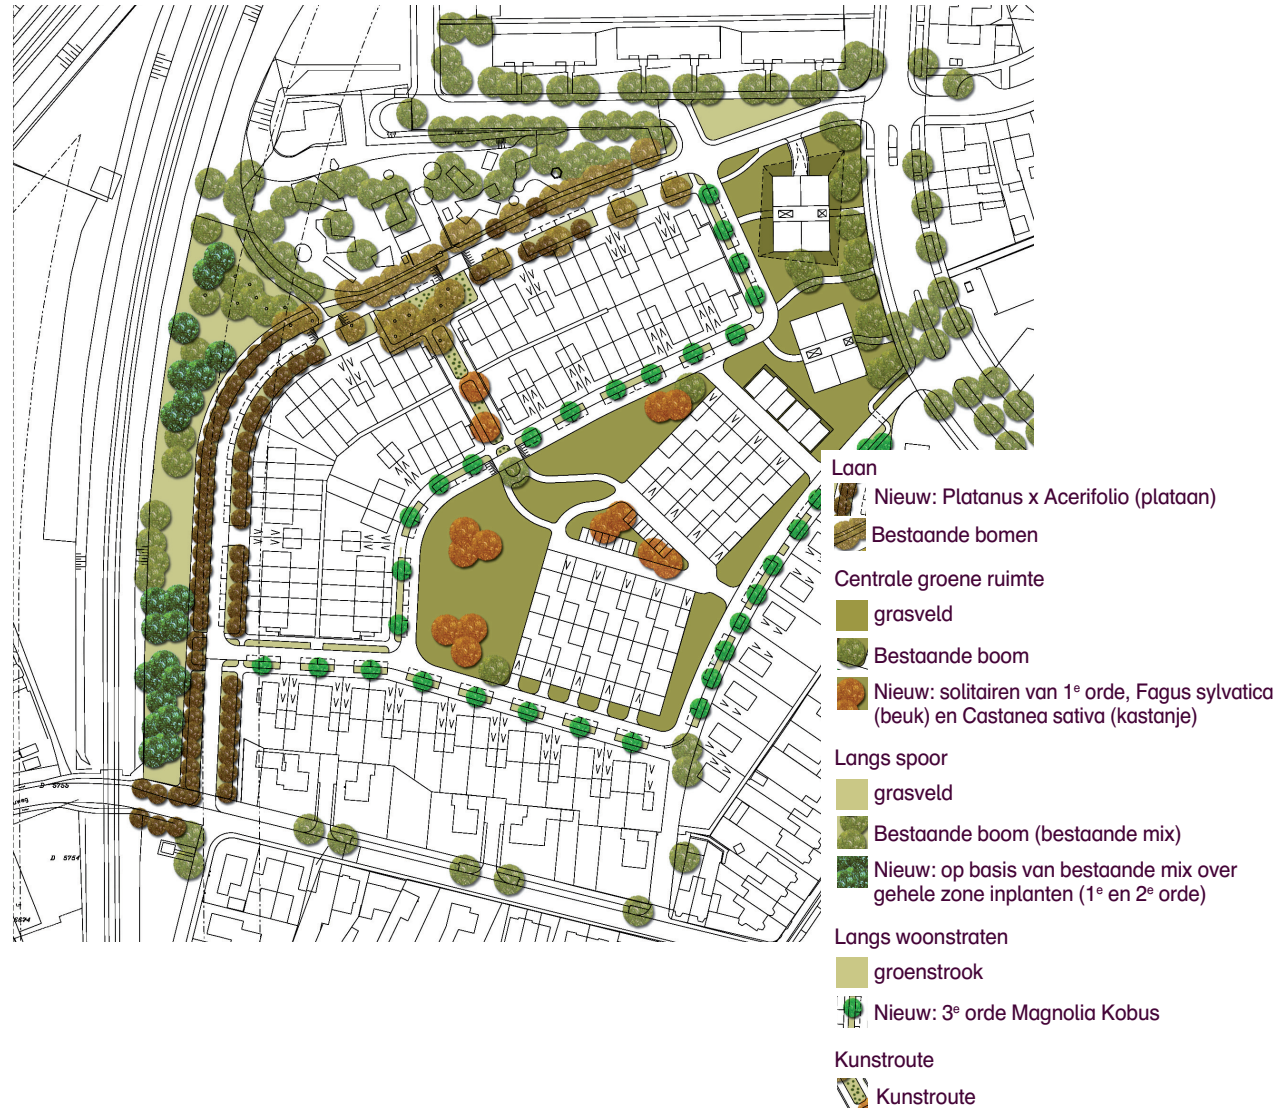 Laan
Nieuw: Platanus x Acerifolio (plataan)
Bestaande bomen
Centrale groene ruimte
grasveld
Bestaande boom
Nieuw: solitairen van 1e orde, Fagus sylvatica
(beuk) en Castanea sativa (kastanje)
Langs spoor
grasveld
Bestaande boom (bestaande mix)
Nieuw: op basis van bestaande mix over
gehele zone inplanten (1e en 2e orde)
Langs woonstraten
groenstrook
Nieuw: 3e orde Magnolia Kobus
Kunstroute
Kunstroute
D 5755
D 5754